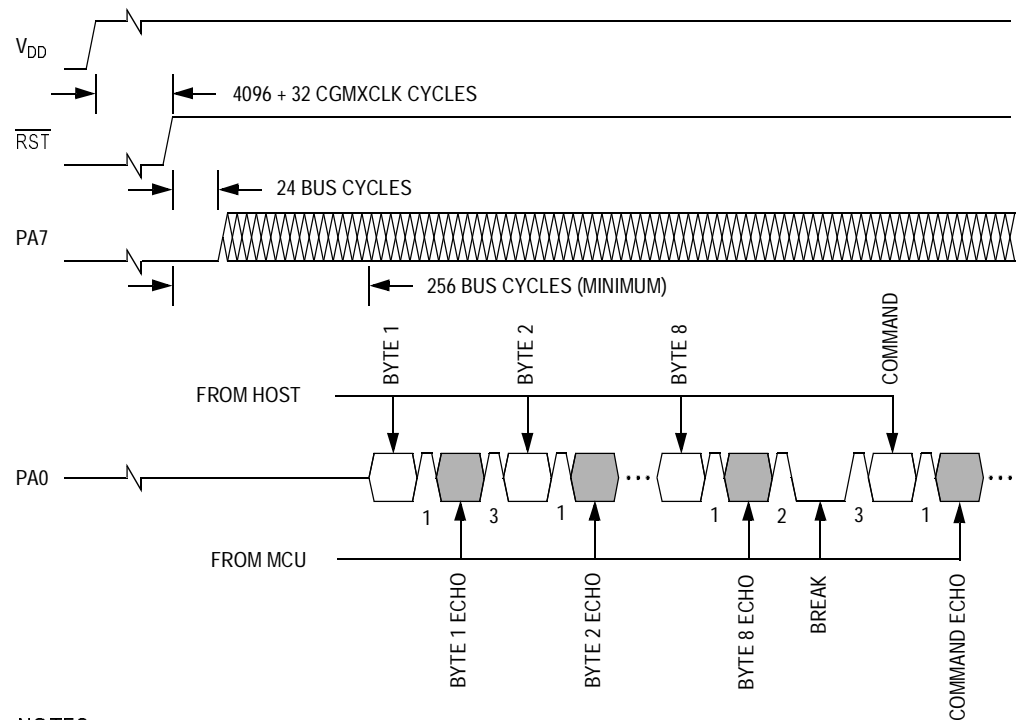 VDD
4096 + 32 CGMXCLK CYCLES
RST
24 BUS CYCLES
PA7
256 BUS CYCLES (MINIMUM)
BYTE 1
BYTE 2
BYTE 8
COMMAND
FROM HOST
PA0
1
3
1
1
2
3
1
FROM MCU
BYTE 1 ECHO
BYTE 2 ECHO
BYTE 8 ECHO
BREAK
COMMAND ECHO